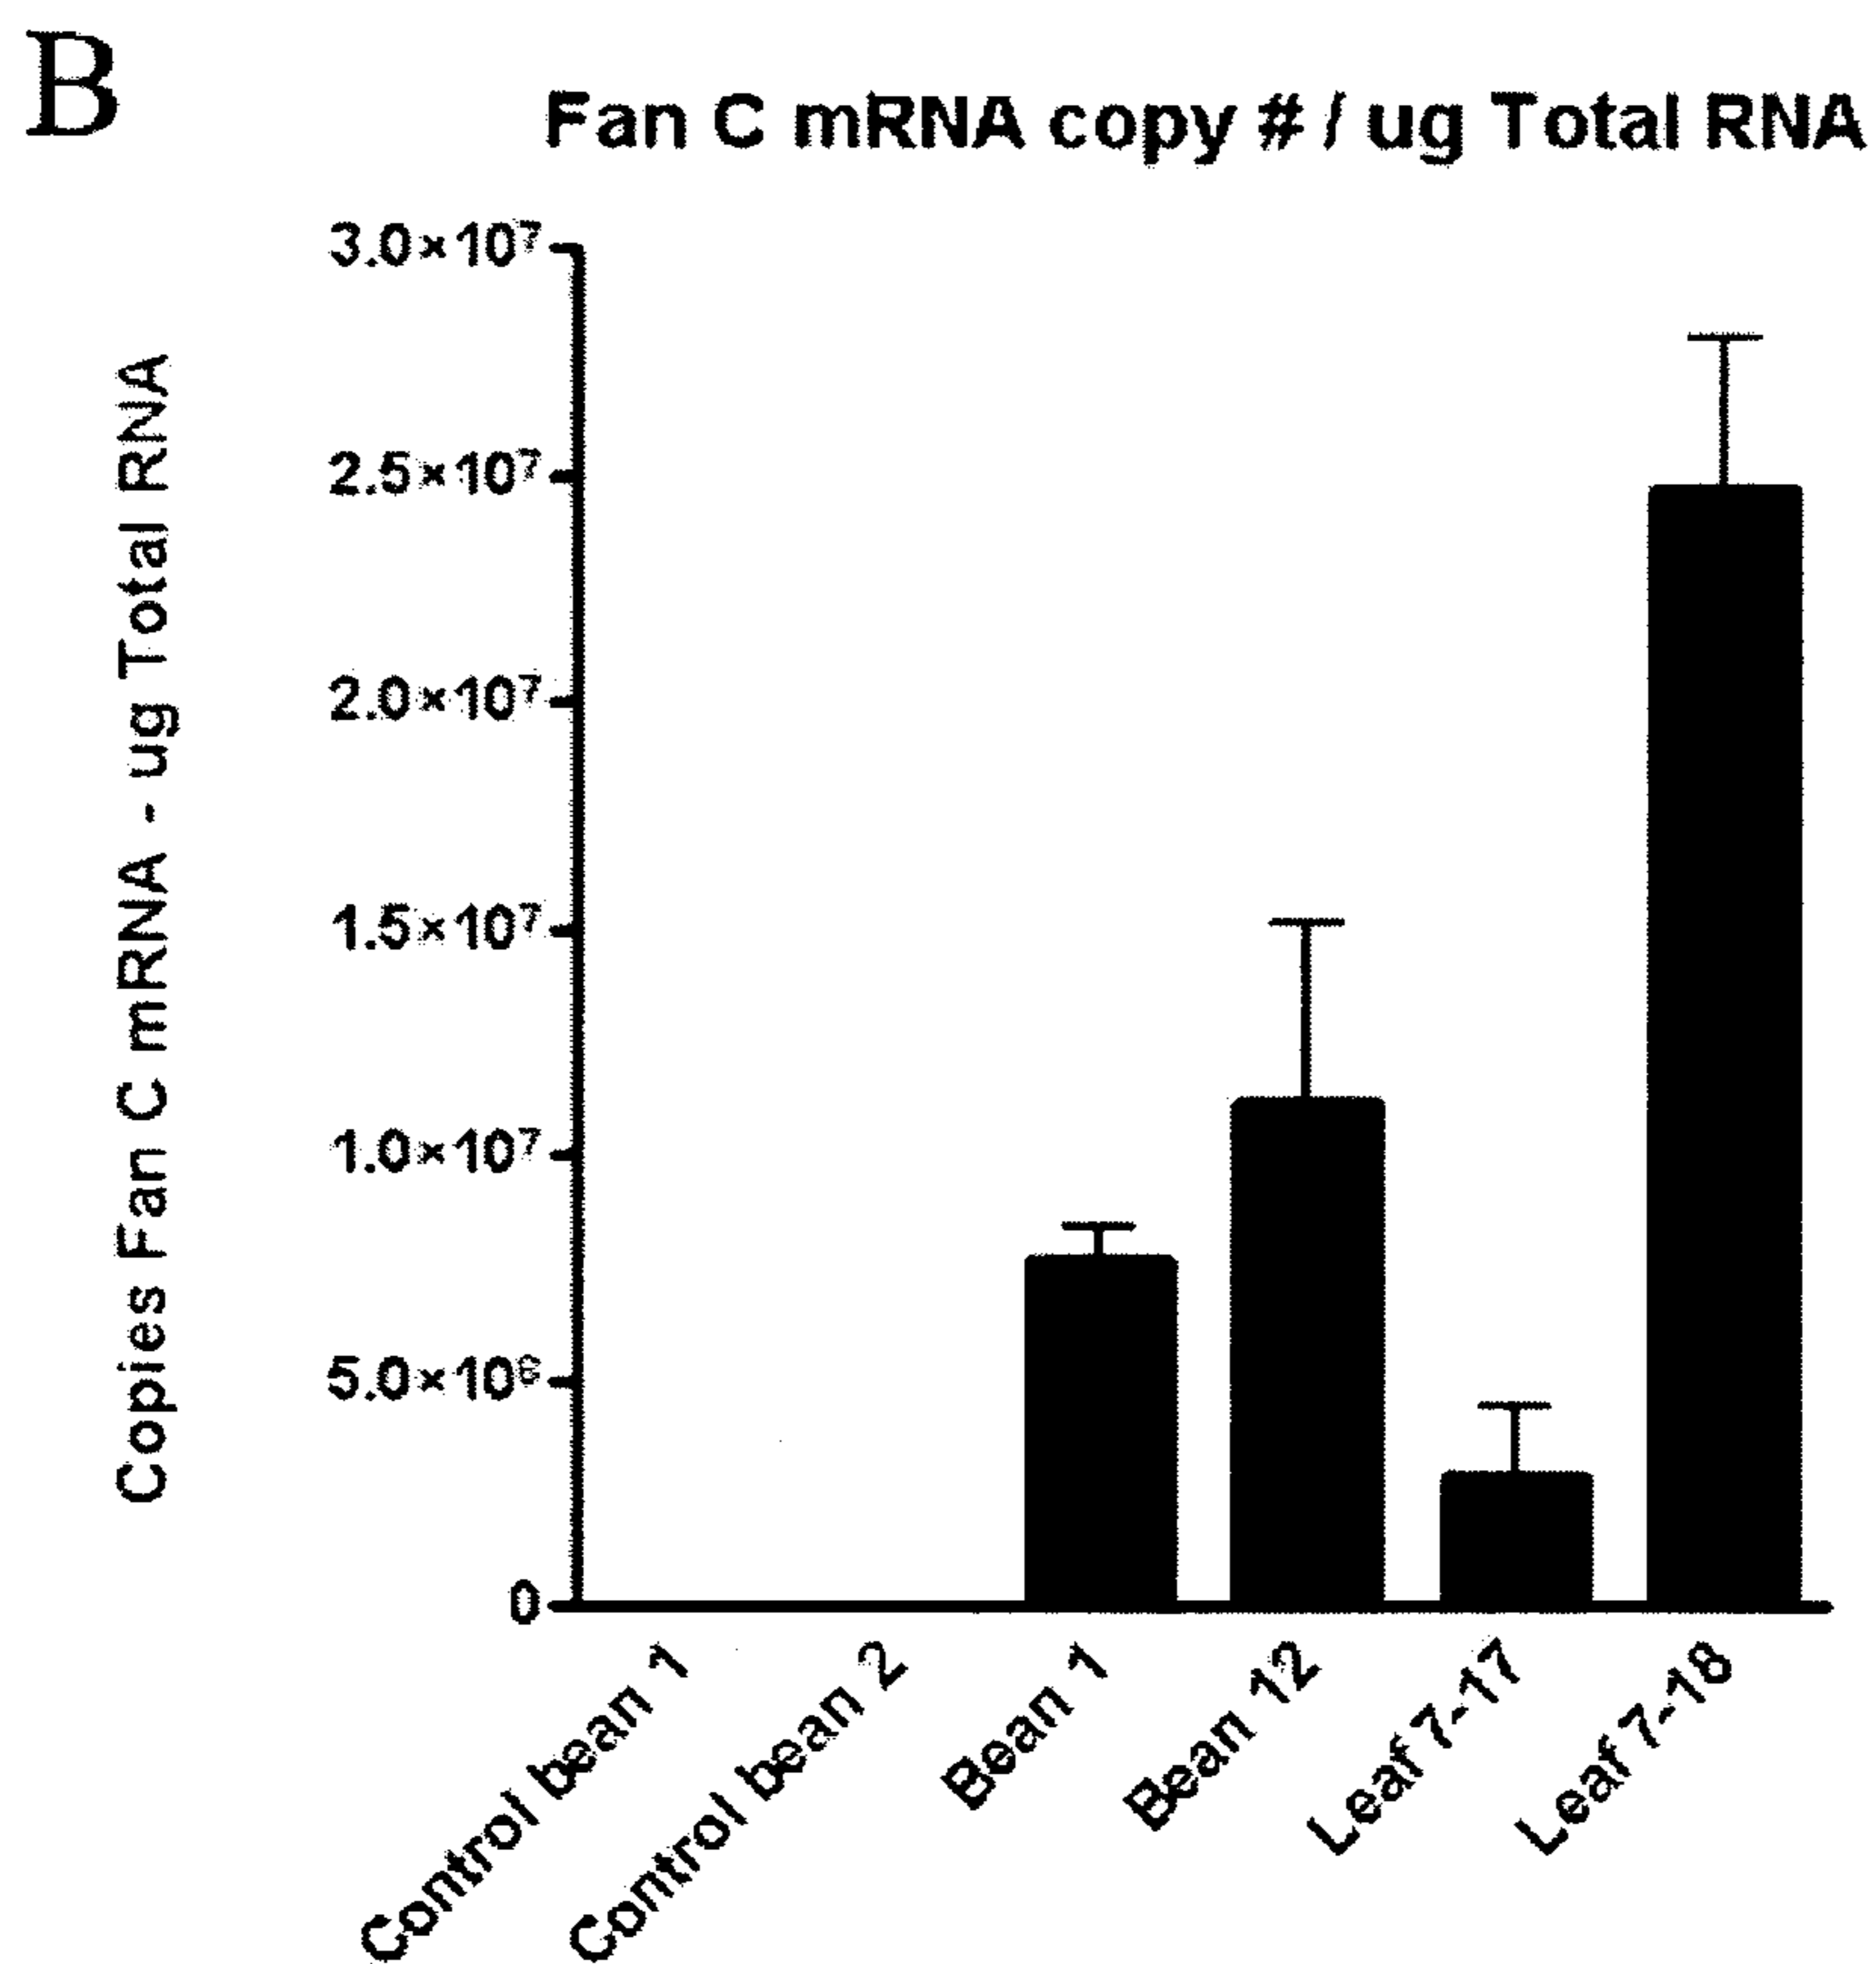 B
Fan C mRNA copy # / ug Total RNA
Copies Fan C mRNA - ug Total RNA
3.0×10⁷
2.5×10⁷
2.0×10⁷
1.5×10⁷
1.0×10⁷
5.0×10⁶
0
Control bean 1
Control bean 2
Bean 1
Bean 12
Leaf 7-17
Leaf 7-18